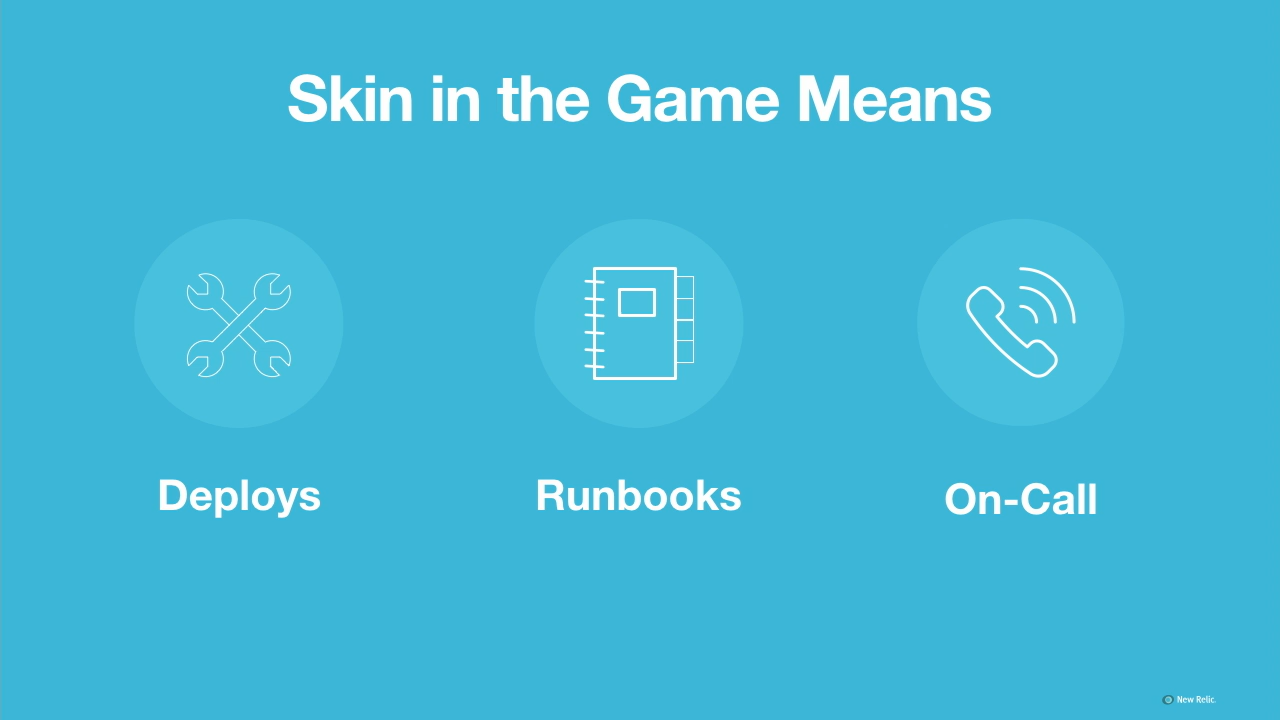 Skin in the Game Means
Deploys
Runbooks
On-Call
New Relic.